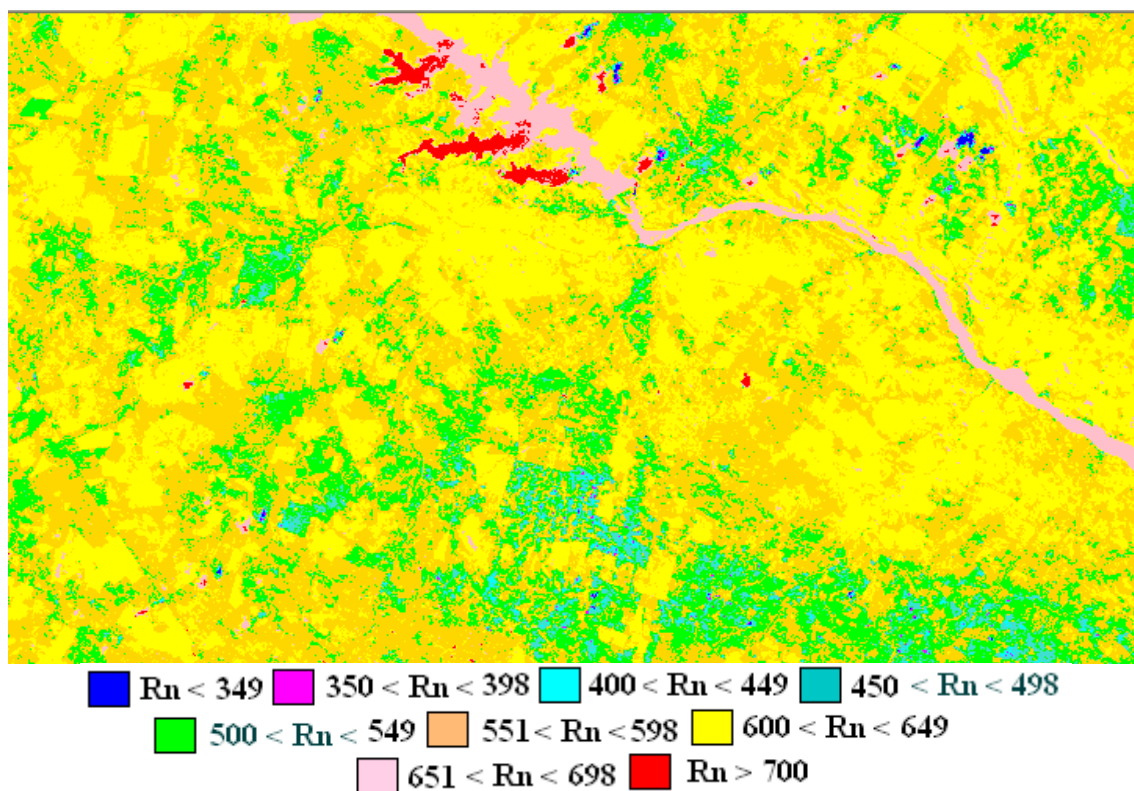 Rn < 349 350 < Rn < 398 400 < Rn < 449 450 < Rn < 498
500 < Rn < 549 551< Rn <598 600 < Rn < 649
651 < Rn < 698 Rn > 700